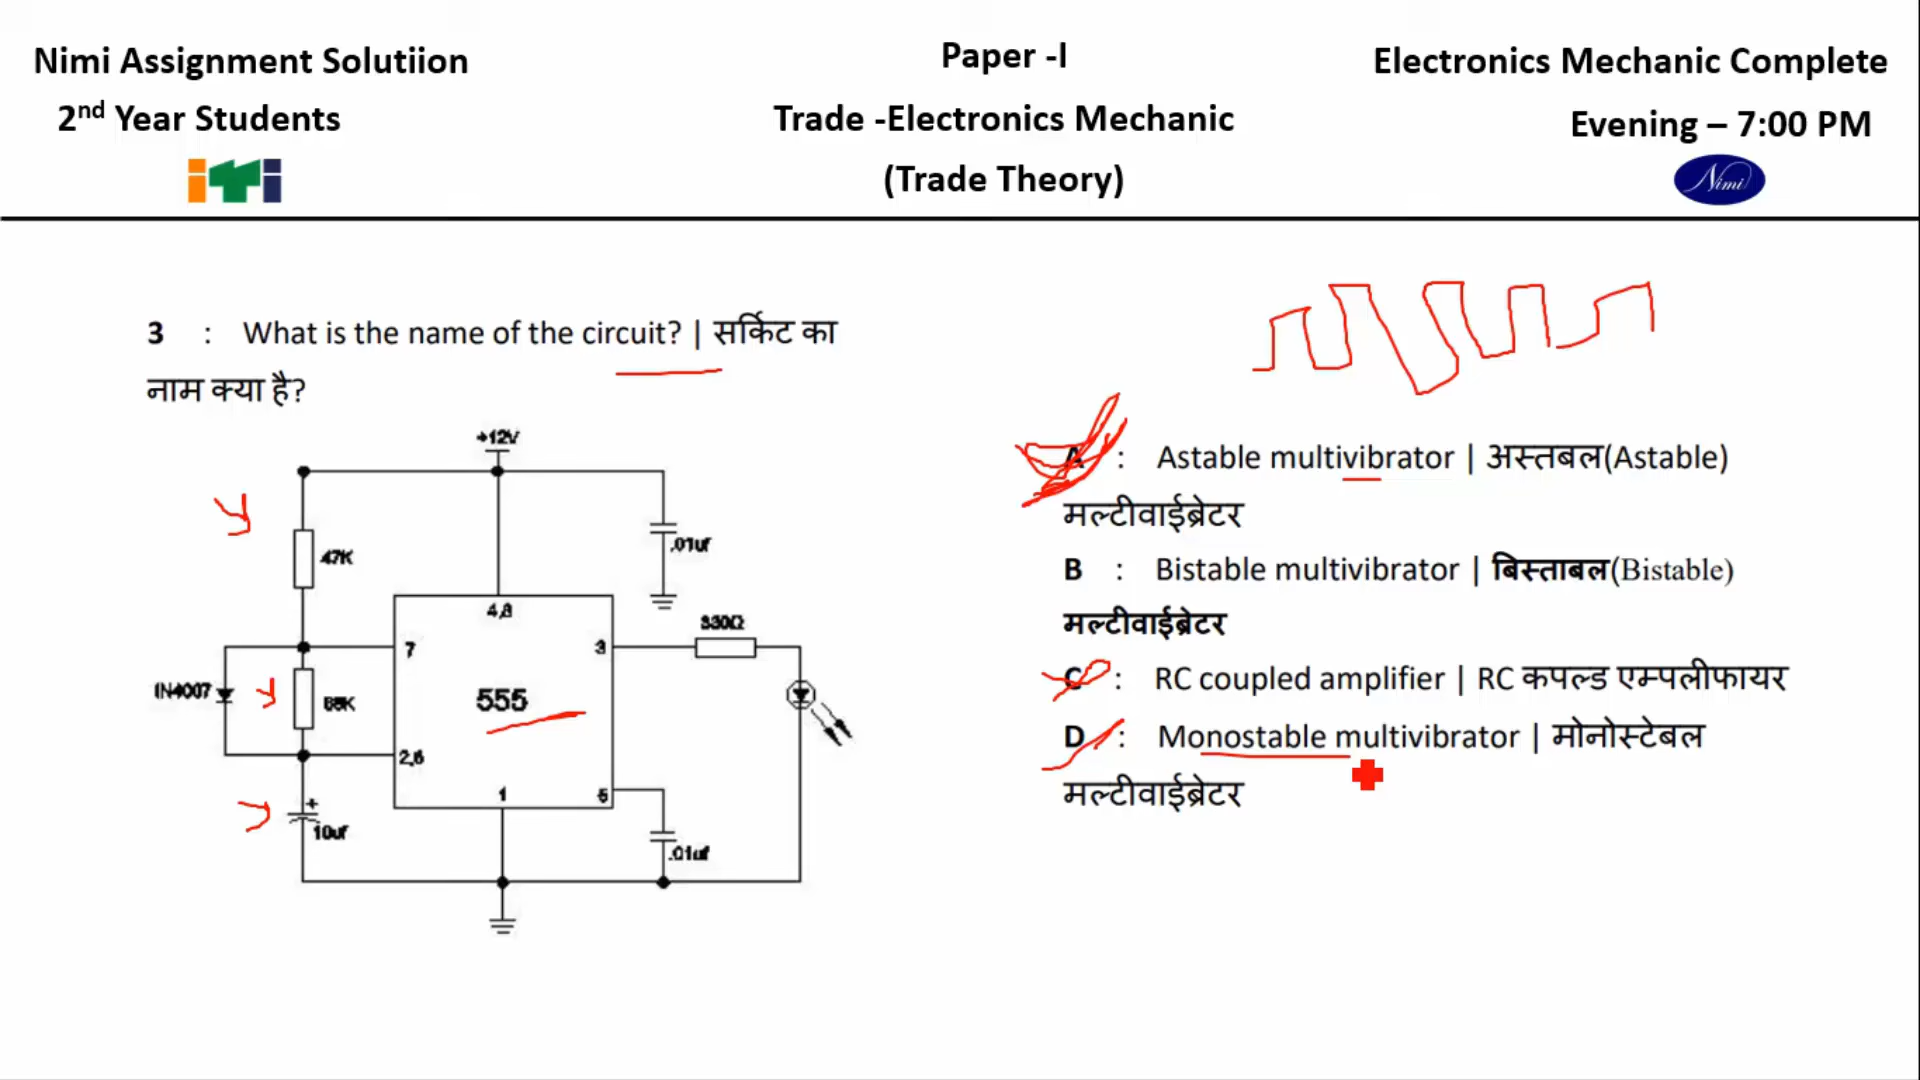 Nimi Assignment Solutiion
2nd Year Students
iTi
Paper -I
Trade -Electronics Mechanic
(Trade Theory)
Electronics Mechanic Complete
Evening – 7:00 PM
Nimi
3 : What is the name of the circuit? | सर्किट का
नाम क्या है?
+12V
47K
.01uf
4,8
330Ω
7
3
IN4007
555
68K
2,6
1
5
+
10uf
.01uf
A : Astable multivibrator | अस्तबल(Astable)
मल्टीवाईब्रेटर
B : Bistable multivibrator | बिस्ताबल(Bistable)
मल्टीवाईब्रेटर
C : RC coupled amplifier | RC कपल्ड एम्पलीफायर
D : Monostable multivibrator | मोनोस्टेबल
मल्टीवाईब्रेटर